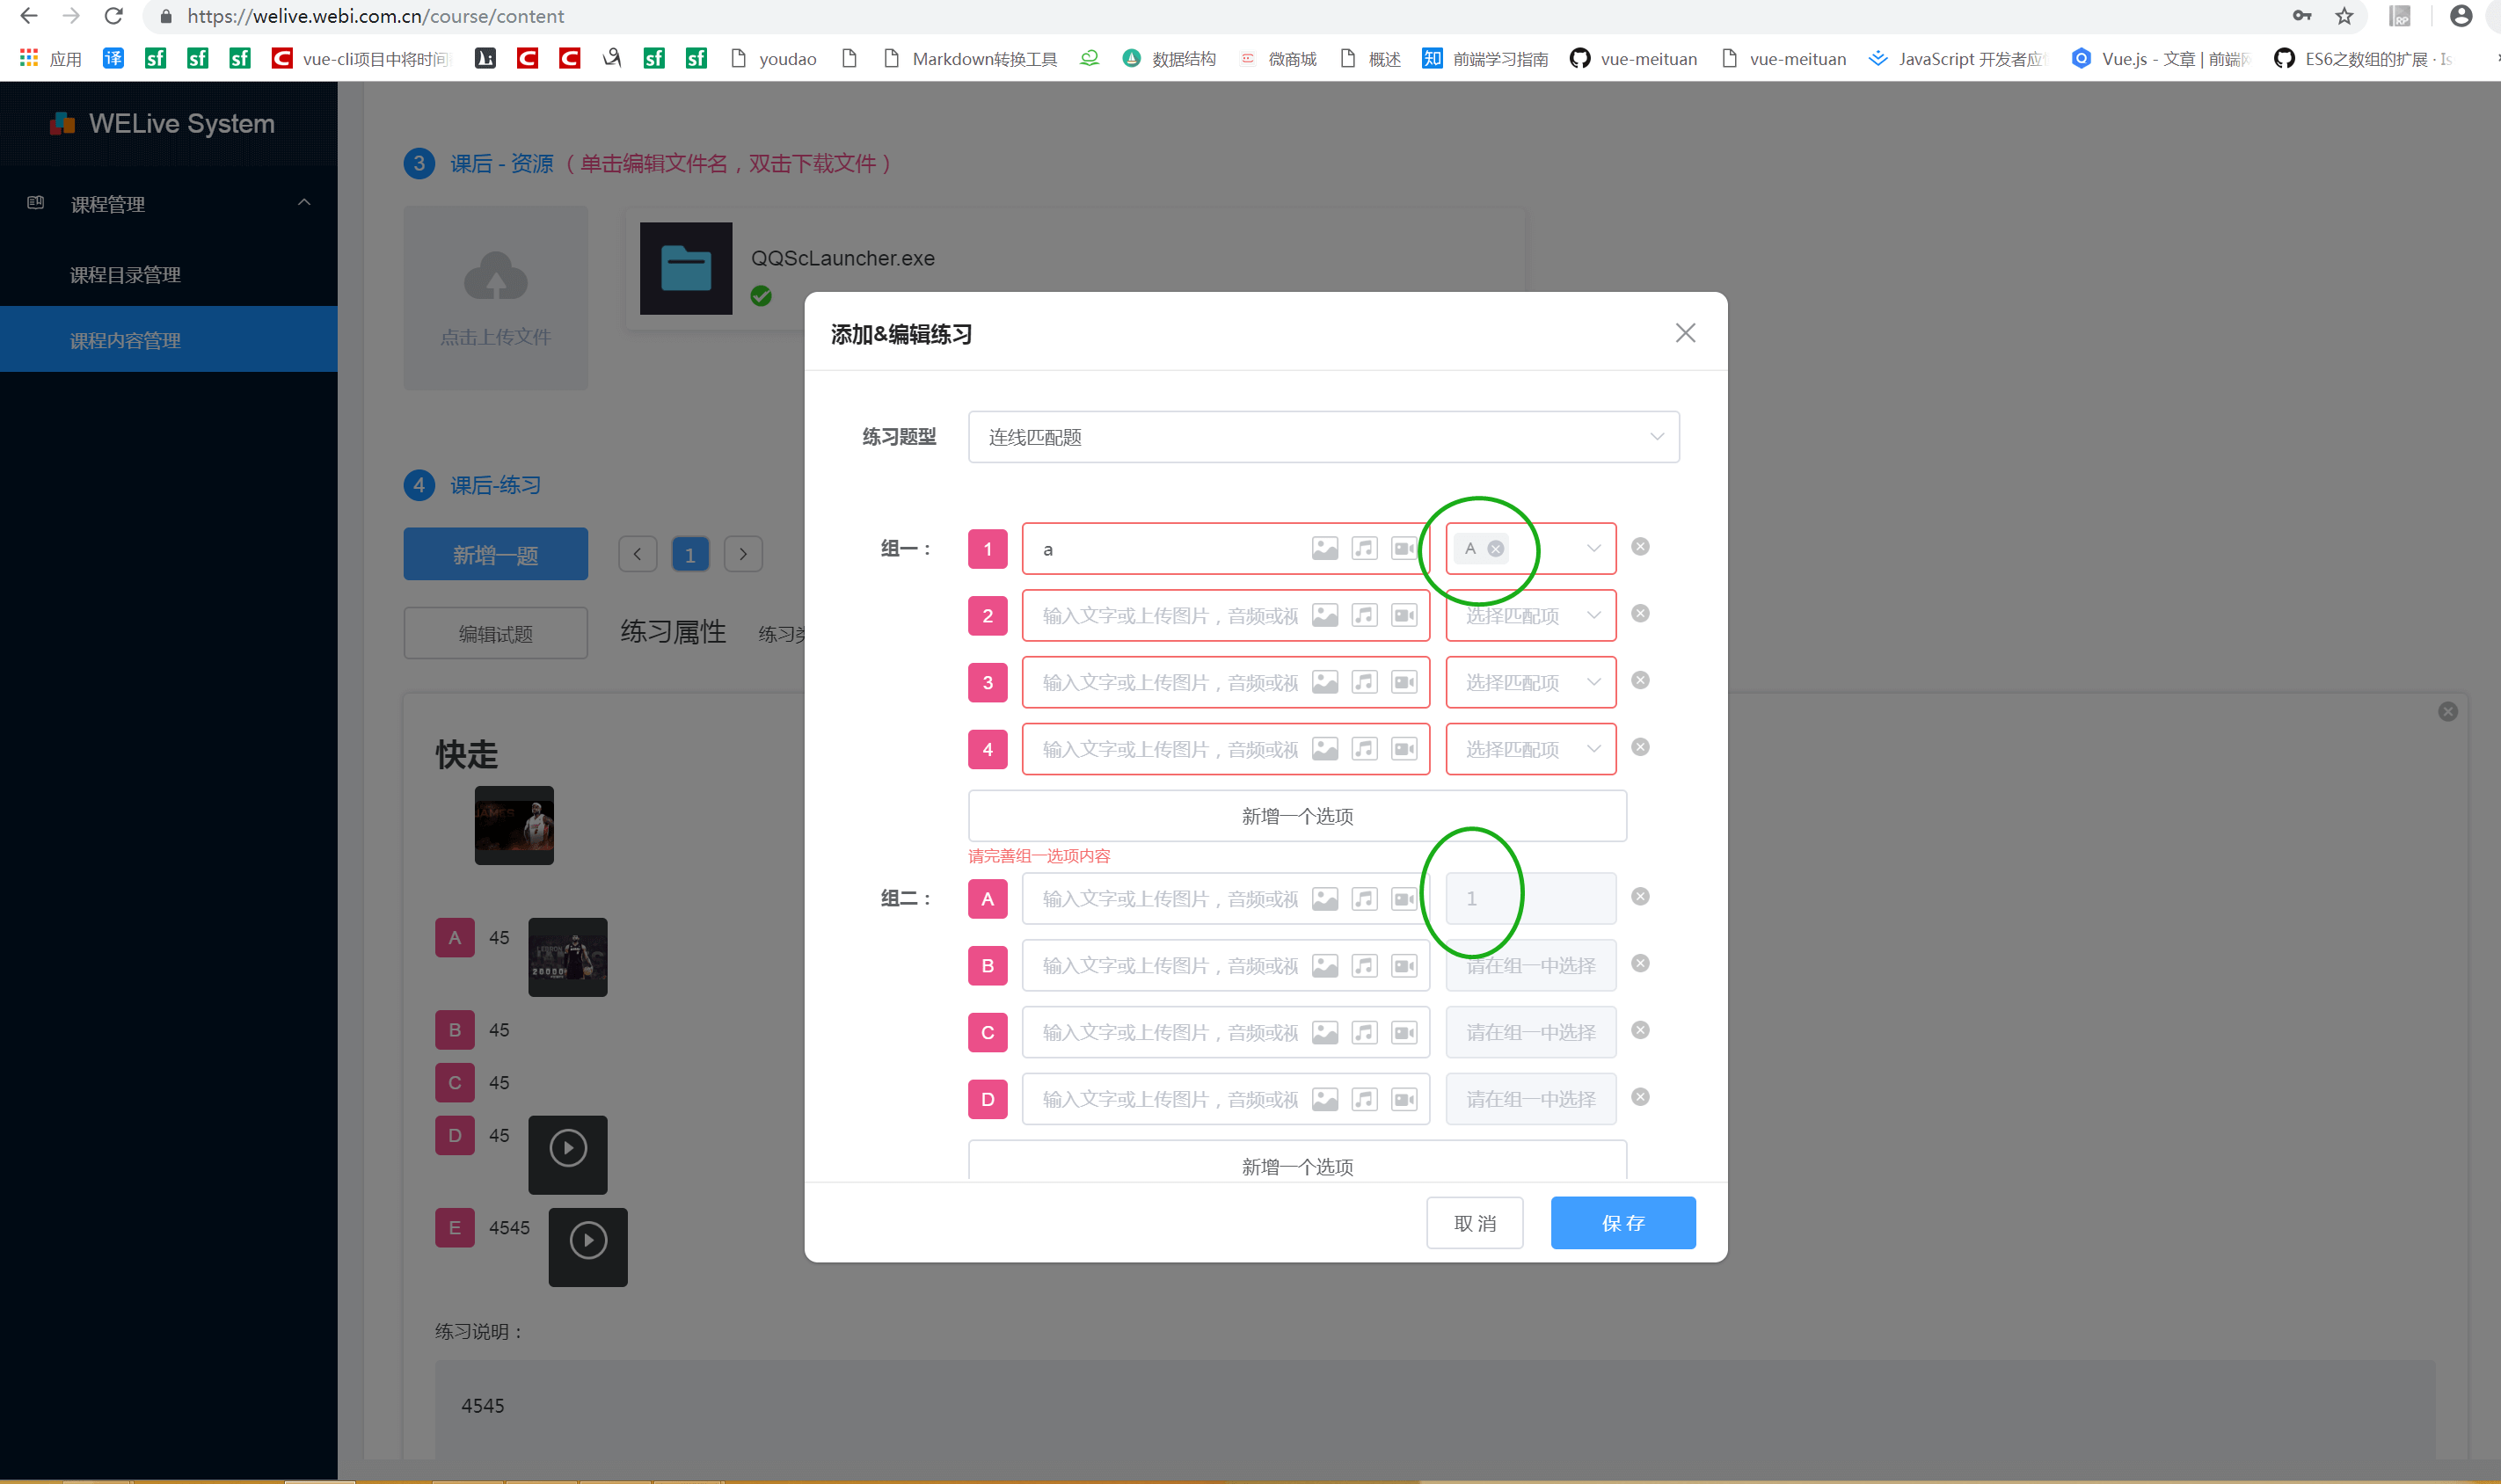 https://welive.webi.com.cn/course/content
应用 译 sf sf sf C vue-cli项目中将时间 C C sf sf youdao Markdown转换工具 数据结构 微商城 概述 知 前端学习指南 vue-meituan vue-meituan JavaScript 开发者应 Vue.js - 文章 | 前端 ES6之数组的扩展 · Is
WELive System
课程管理
课程目录管理
课程内容管理
3 课后 - 资源 （ 单击编辑文件名，双击下载文件 ）
点击上传文件
QQScLauncher.exe
4 课后-练习
新增一题
1
编辑试题
练习属性
练习类
快走
JAMES
A 45
B 45
C 45
D 45
E 4545
练习说明：
4545
添加&编辑练习
练习题型
连线匹配题
组一：
1 a A
2 输入文字或上传图片，音频或视 选择匹配项
3 输入文字或上传图片，音频或视 选择匹配项
4 输入文字或上传图片，音频或视 选择匹配项
新增一个选项
请完善组一选项内容
组二：
A 输入文字或上传图片，音频或视 1
B 输入文字或上传图片，音频或视 请在组一中选择
C 输入文字或上传图片，音频或视 请在组一中选择
D 输入文字或上传图片，音频或视 请在组一中选择
新增一个选项
取 消
保 存